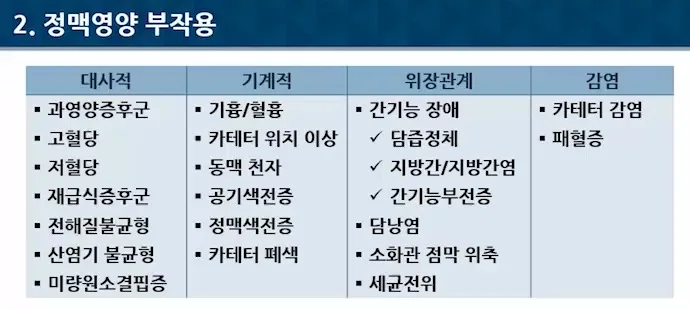 2. 정맥영양 부작용
대사적
과영양증후군
고혈당
저혈당
재급식증후군
전해질불균형
산염기 불균형
미량원소결핍증
기계적
기흉/혈흉
카테터 위치 이상
동맥 천자
공기색전증
정맥색전증
카테터 폐색
위장관계
간기능 장애
담즙정체
지방간/지방간염
간기능부전증
담낭염
소화관 점막 위축
세균전위
감염
카테터 감염
패혈증